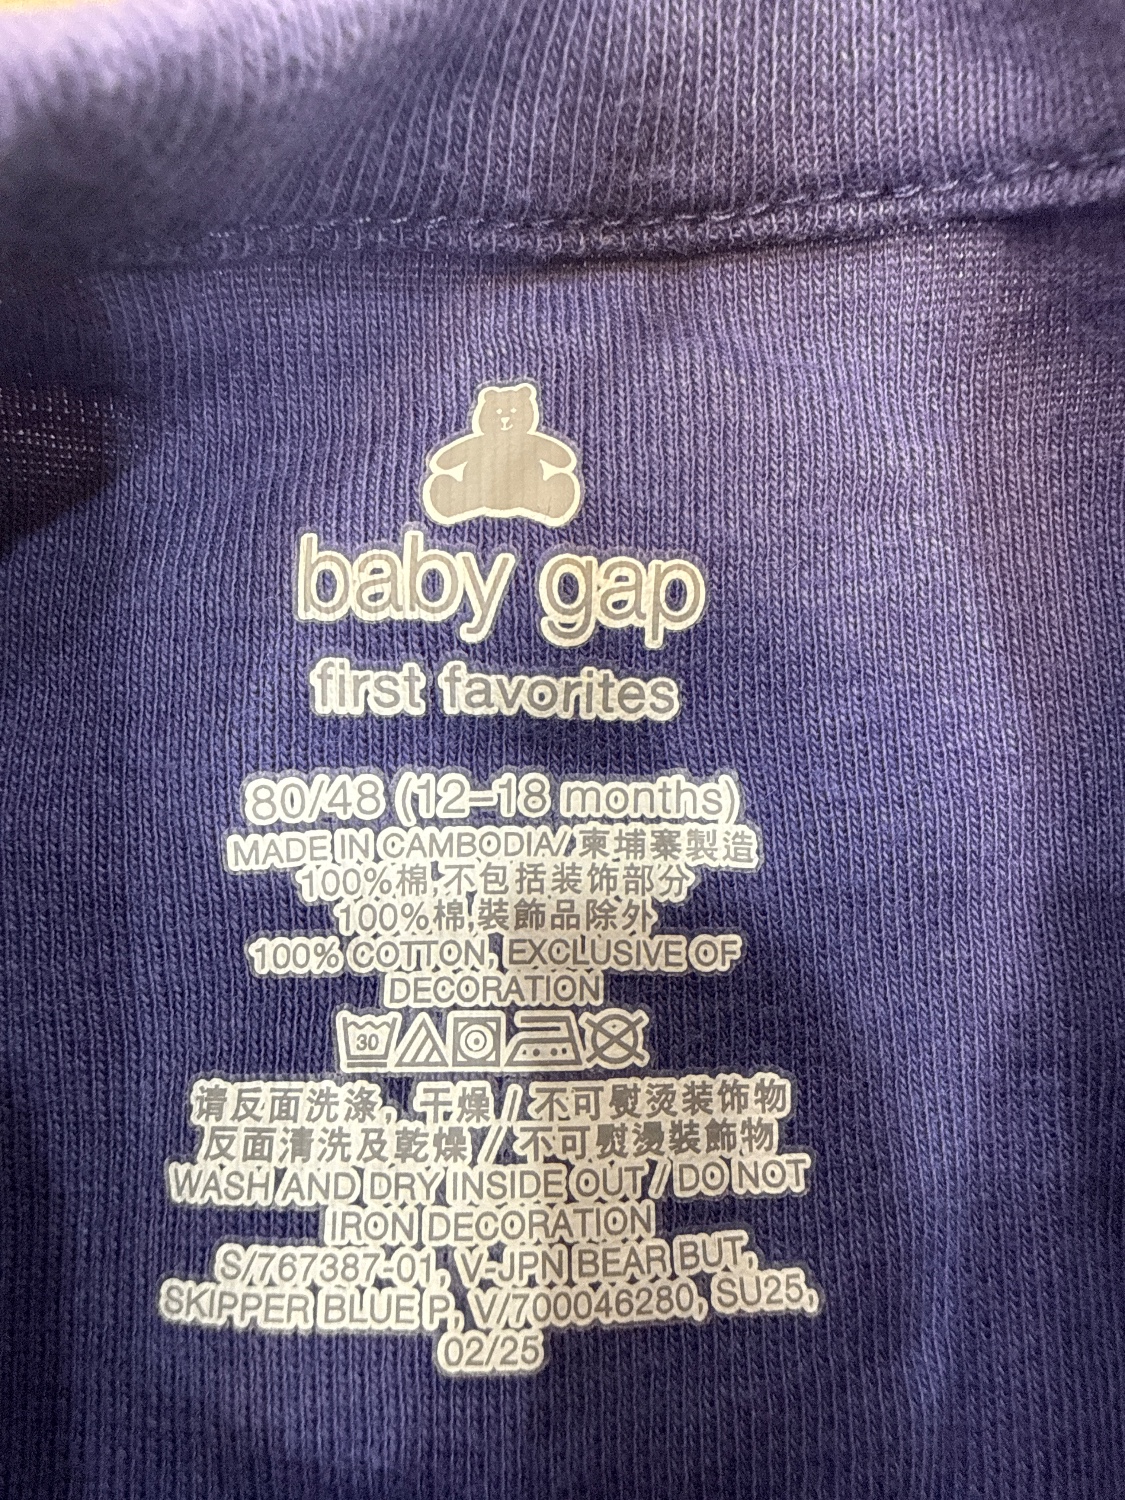 baby gap
first favorites
80/48 (12–18 months)
MADE IN CAMBODIA/ 柬埔寨製造
100%棉,不包括装饰部分
100%棉,裝飾品除外
100% COTTON, EXCLUSIVE OF
DECORATION
30
请反面洗涤，干燥 / 不可熨烫装饰物
反面清洗及乾燥 / 不可熨燙裝飾物
WASH AND DRY INSIDE OUT / DO NOT
IRON DECORATION
S/767387-01, V-JPN BEAR BUT,
SKIPPER BLUE P, V/700046280, SU25,
02/25